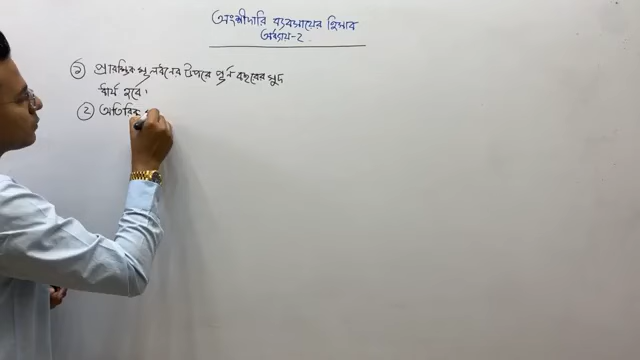 অংশীদারি ব্যবসায়ের হিসাব
অধ্যায়-২
① প্রারম্ভিক মূলধনের উপরে পূর্ন বছরের সুদ
ধার্য হবে।
② অতিরিক্ত